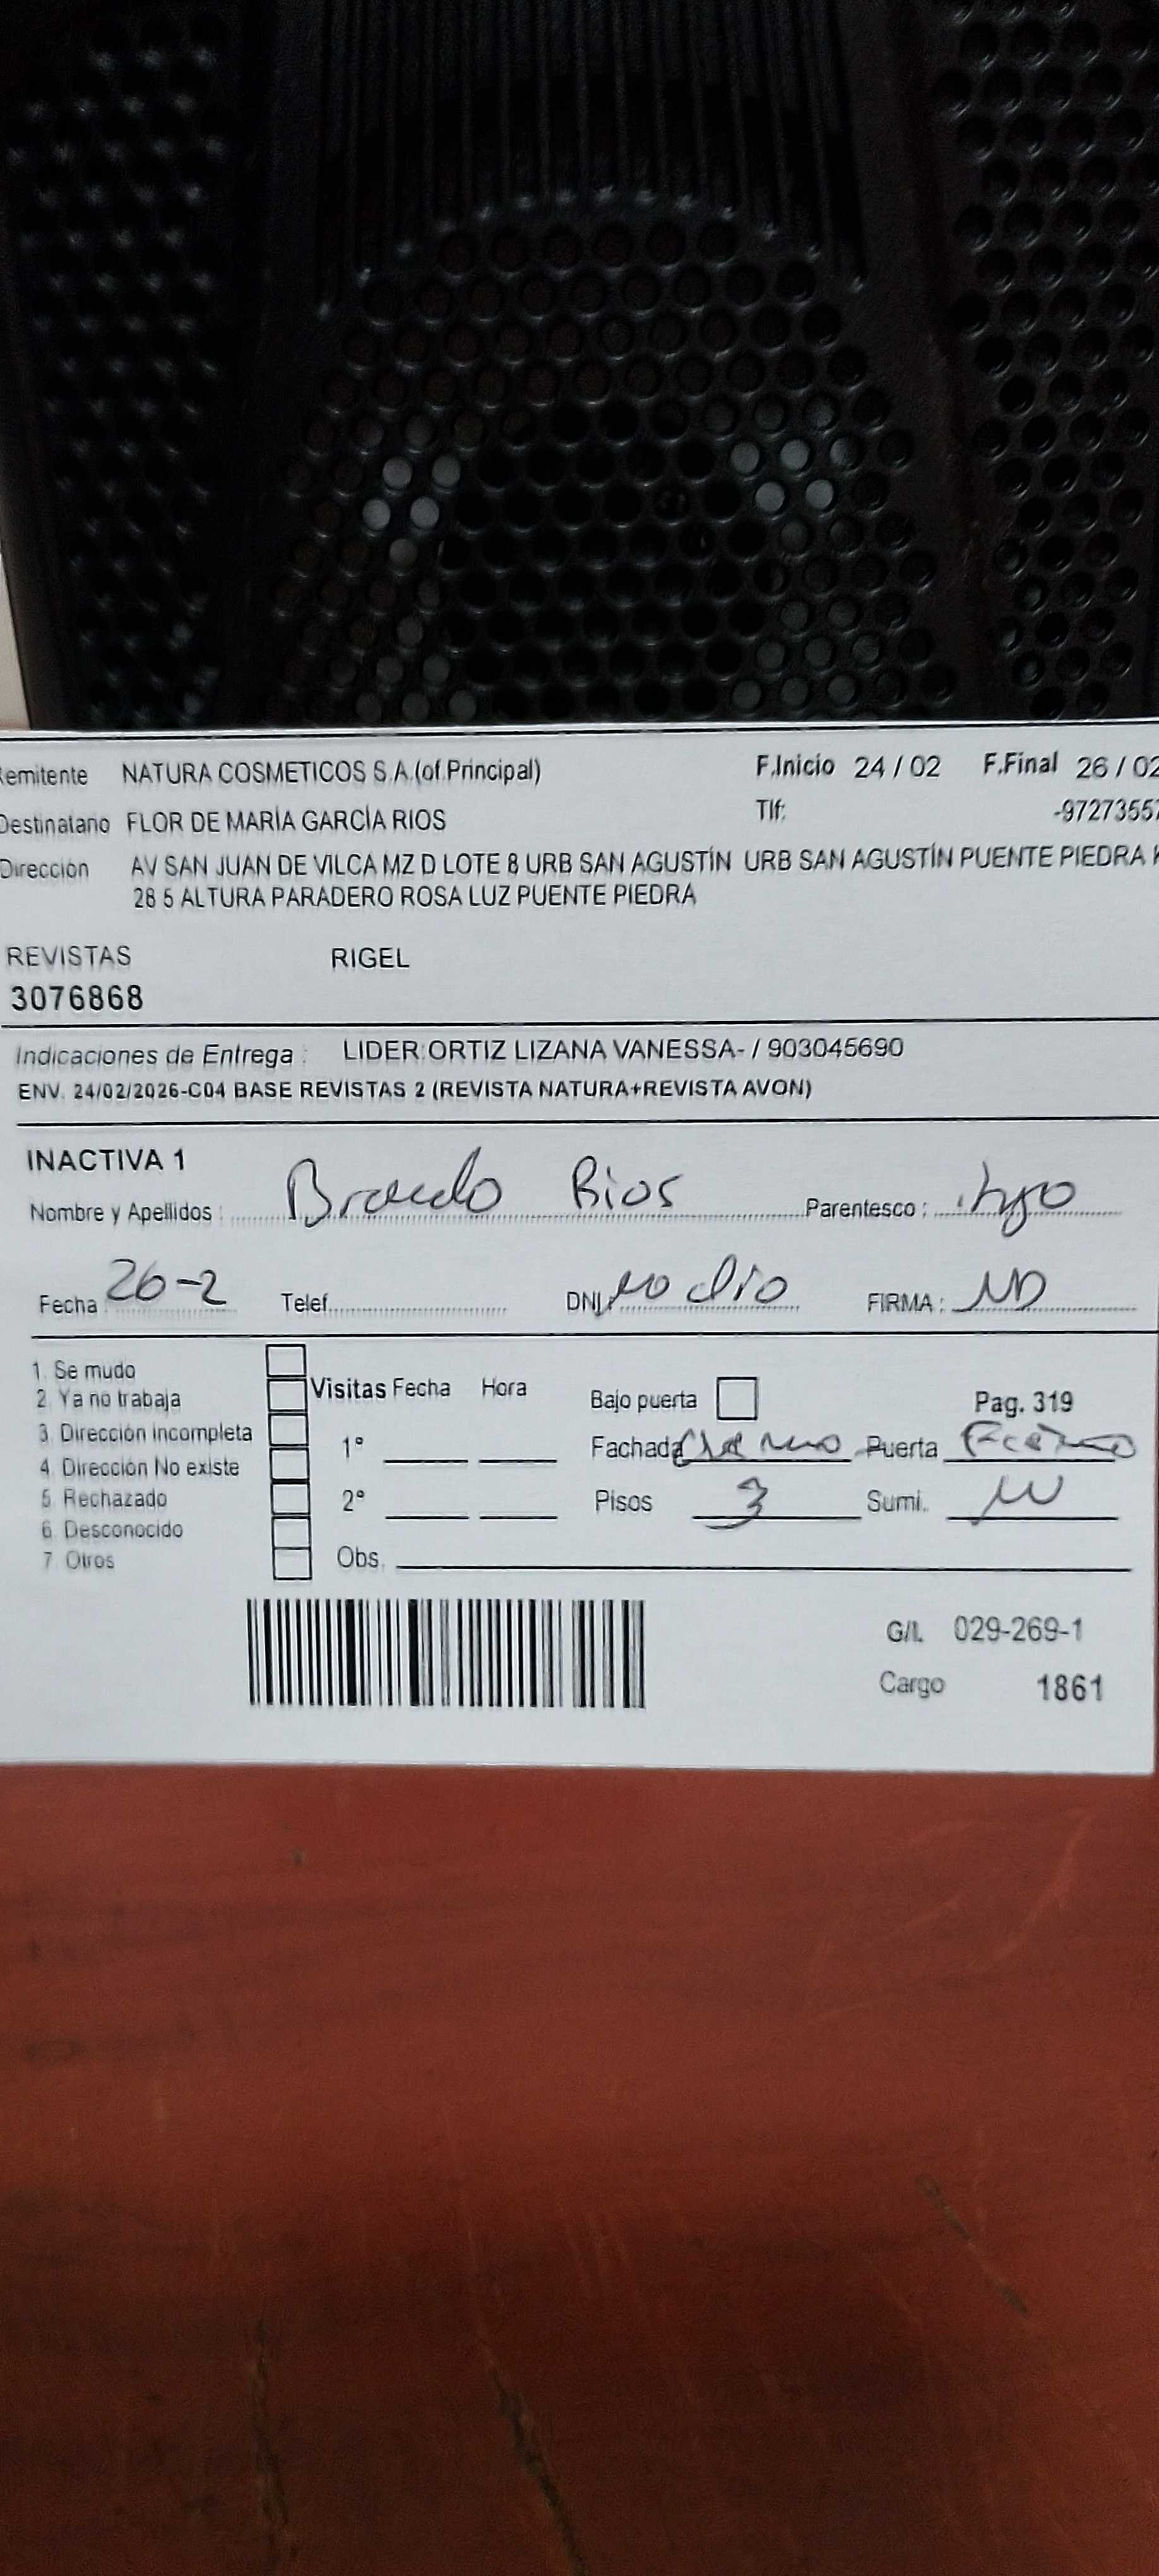 Remitente NATURA COSMETICOS S.A.(of.Principal) F.Inicio 24 / 02 F.Final 26 / 02
Destinatario FLOR DE MARÍA GARCÍA RIOS Tlf: -9727355
Dirección AV SAN JUAN DE VILCA MZ D LOTE 8 URB SAN AGUSTÍN URB SAN AGUSTÍN PUENTE PIEDRA K
28 5 ALTURA PARADERO ROSA LUZ PUENTE PIEDRA
REVISTAS RIGEL
3076868
Indicaciones de Entrega : LIDER:ORTIZ LIZANA VANESSA- / 903045690
ENV. 24/02/2026-C04 BASE REVISTAS 2 (REVISTA NATURA+REVISTA AVON)
INACTIVA 1
Nombre y Apellidos : Brando Rios Parentesco : hijo
Fecha 26-2 Telef. DNI no dio FIRMA : ND
1. Se mudo
2. Ya no trabaja
3. Dirección incompleta
4. Dirección No existe
5. Rechazado
6. Desconocido
7. Otros
Visitas Fecha Hora
1°
2°
Obs.
Bajo puerta Pag. 319
Fachada Puerta
Pisos 3 Sumi.
G/L 029-269-1
Cargo 1861